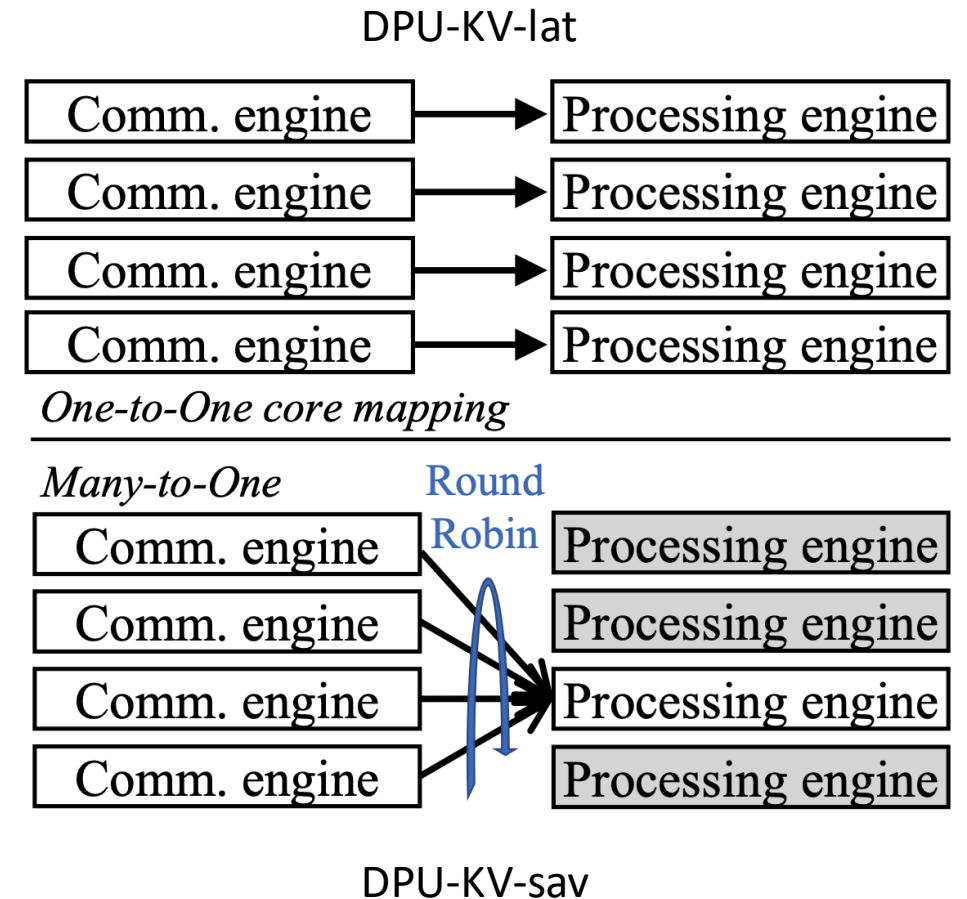 DPU-KV-lat
Comm. engine Processing engine
Comm. engine Processing engine
Comm. engine Processing engine
Comm. engine Processing engine
One-to-One core mapping
Many-to-One
Round
Robin
Comm. engine Processing engine
Comm. engine Processing engine
Comm. engine Processing engine
Comm. engine Processing engine
DPU-KV-sav